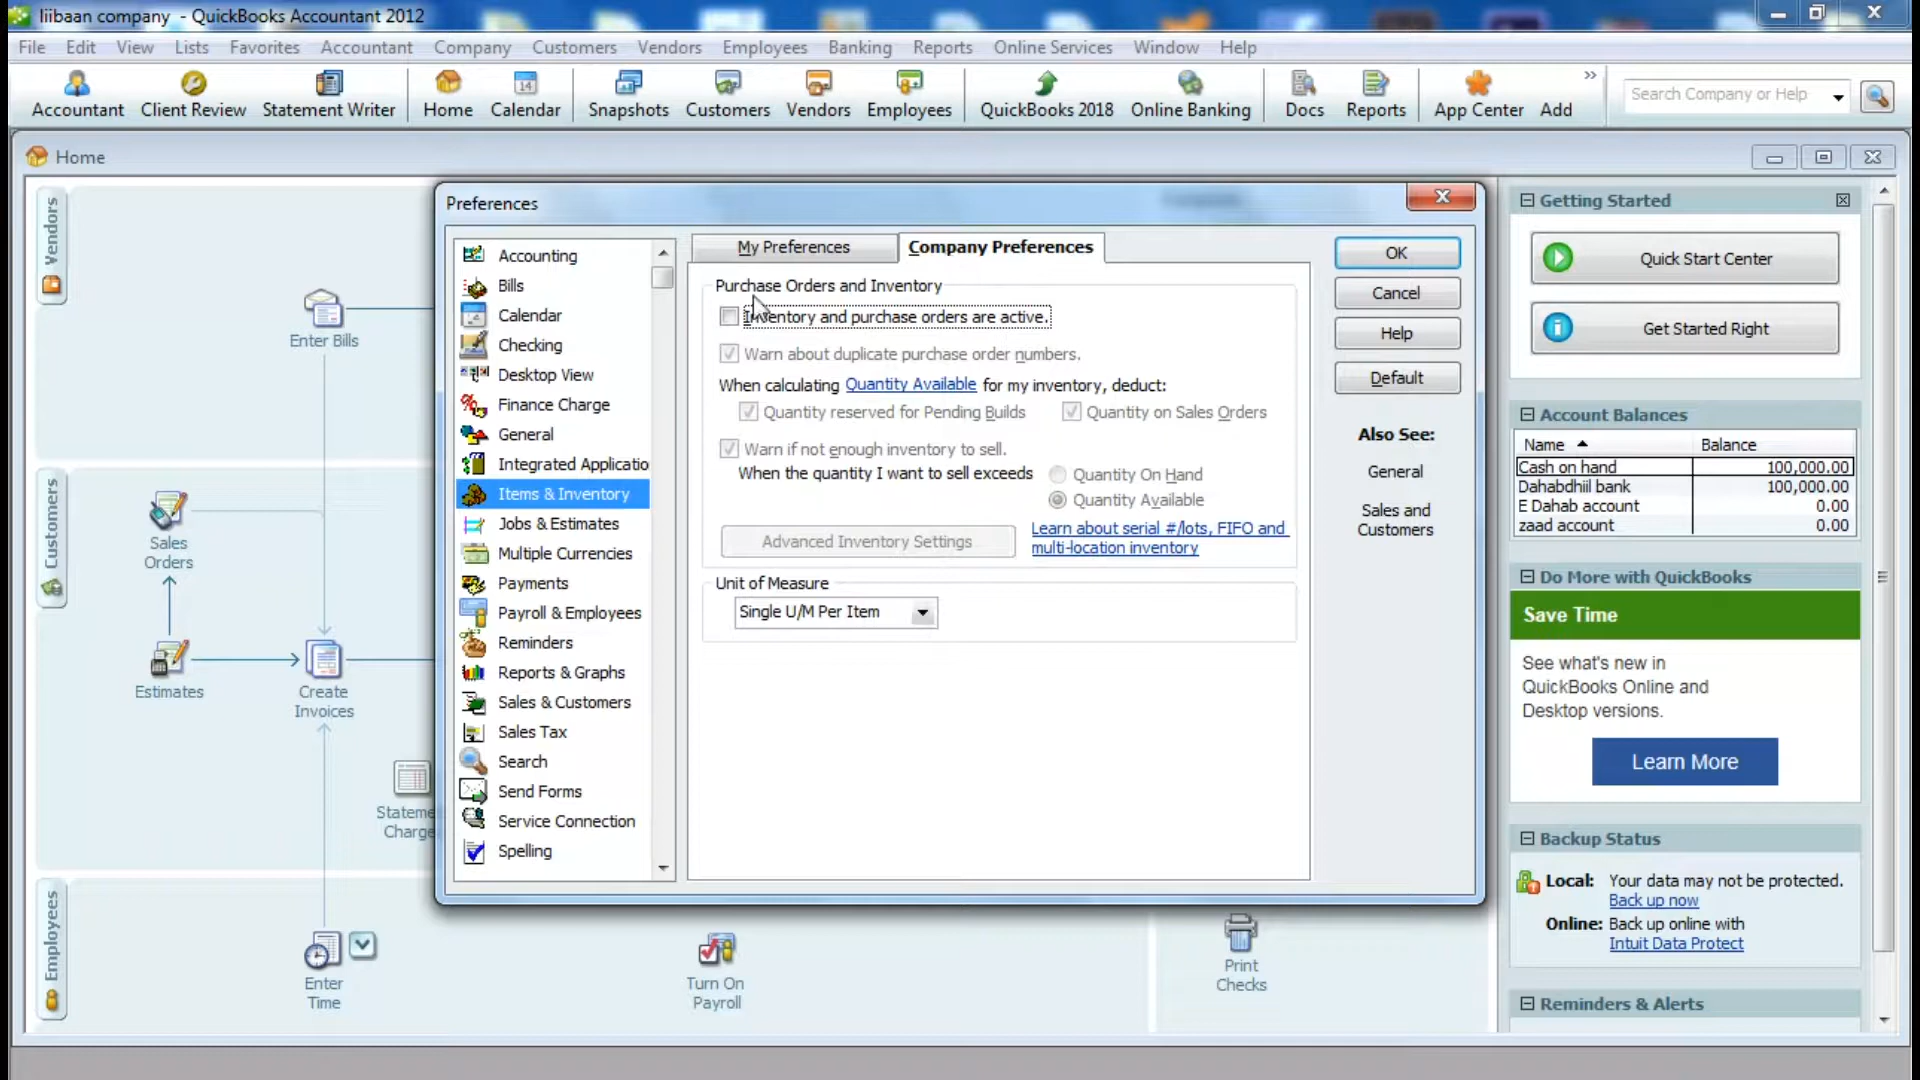 liibaan company - QuickBooks Accountant 2012
File Edit View Lists Favorites Accountant Company Customers Vendors Employees Banking Reports Online Services Window Help
Accountant Client Review Statement Writer Home 14 Calendar Snapshots Customers Vendors Employees QuickBooks 2018 Online Banking Docs Reports App Center Add » Search Company or Help
Home
Vendors
Enter Bills
Customers
Sales
Orders
Estimates
Create
Invoices
Stateme
Charge
Employees
Enter
Time
Turn On
Payroll
Print
Checks
Preferences
Accounting
Bills
Calendar
Checking
Desktop View
Finance Charge
General
Integrated Applicatio
Items & Inventory
Jobs & Estimates
Multiple Currencies
Payments
Payroll & Employees
Reminders
Reports & Graphs
Sales & Customers
Sales Tax
Search
Send Forms
Service Connection
Spelling
My Preferences Company Preferences
Purchase Orders and Inventory
Inventory and purchase orders are active.
Warn about duplicate purchase order numbers.
When calculating Quantity Available for my inventory, deduct:
Quantity reserved for Pending Builds Quantity on Sales Orders
Warn if not enough inventory to sell.
When the quantity I want to sell exceeds Quantity On Hand
Quantity Available
Advanced Inventory Settings
Learn about serial #/lots, FIFO and
multi-location inventory
Unit of Measure
Single U/M Per Item
OK
Cancel
Help
Default
Also See:
General
Sales and
Customers
Getting Started
Quick Start Center
Get Started Right
Account Balances
Name Balance
Cash on hand 100,000.00
Dahabdhiil bank 100,000.00
E Dahab account 0.00
zaad account 0.00
Do More with QuickBooks
Save Time
See what's new in
QuickBooks Online and
Desktop versions.
Learn More
Backup Status
Local: Your data may not be protected.
Back up now
Online: Back up online with
Intuit Data Protect
Reminders & Alerts